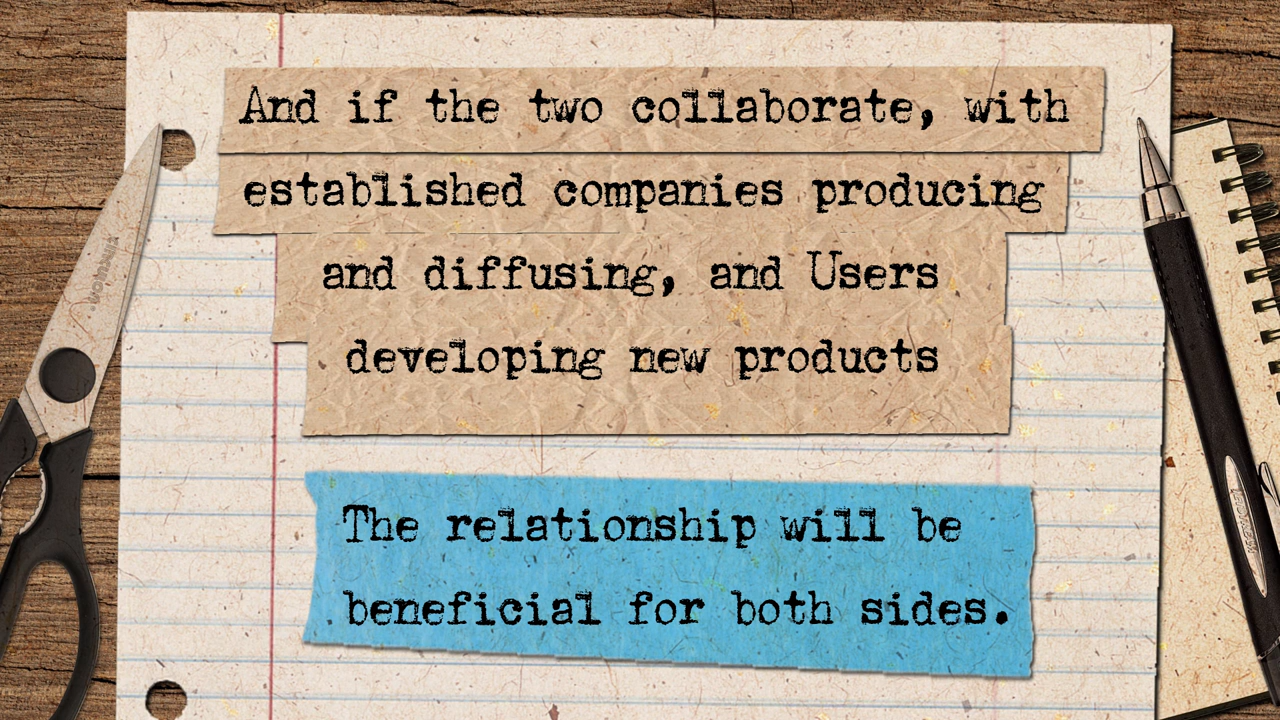 And if the two collaborate, with
established companies producing
and diffusing, and Users
developing new products
The relationship will be
beneficial for both sides.